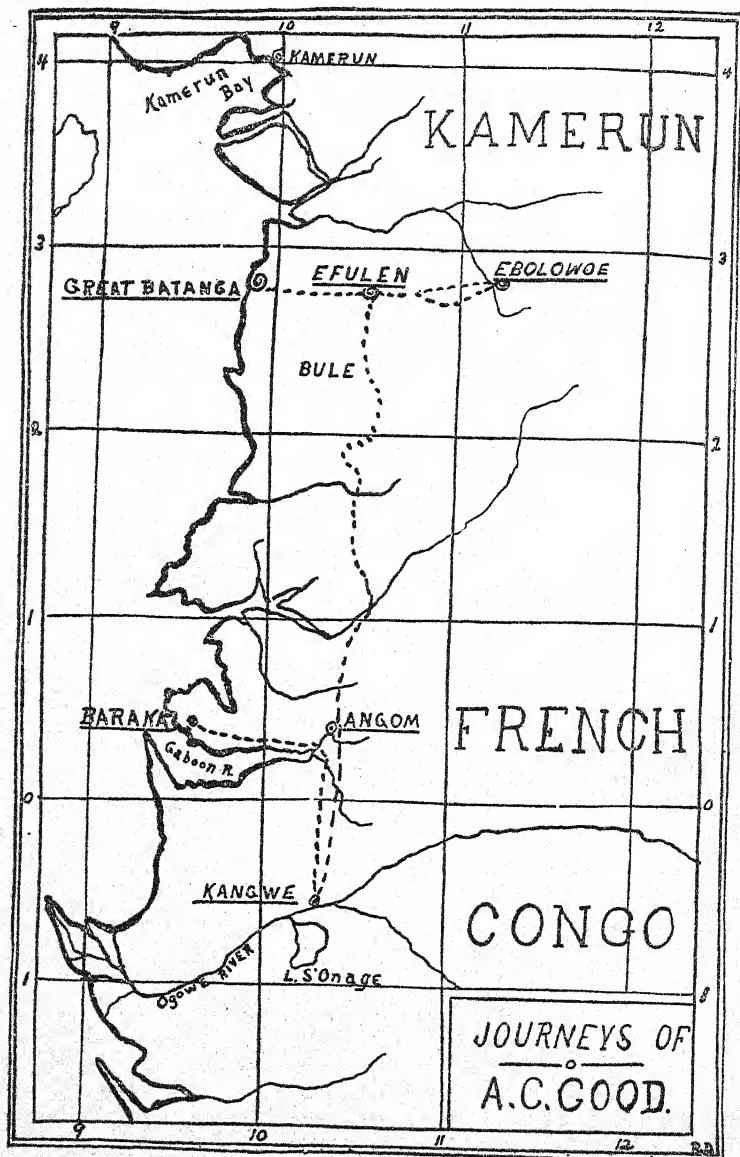 9 10 11 12
4 KAMERUN 4
Kamerun
Bay
KAMERUN
3 3
GREAT BATANGA EFULEN EBOLOWOE
BULE
2 2
1 1
BARAKA ANGOM
FRENCH
Gaboon R.
0 0
KANGWE
CONGO
Ogowe RIVER
L. S'Onage
1 1
JOURNEYS OF
A.C.GOOD.
9 10 11 12